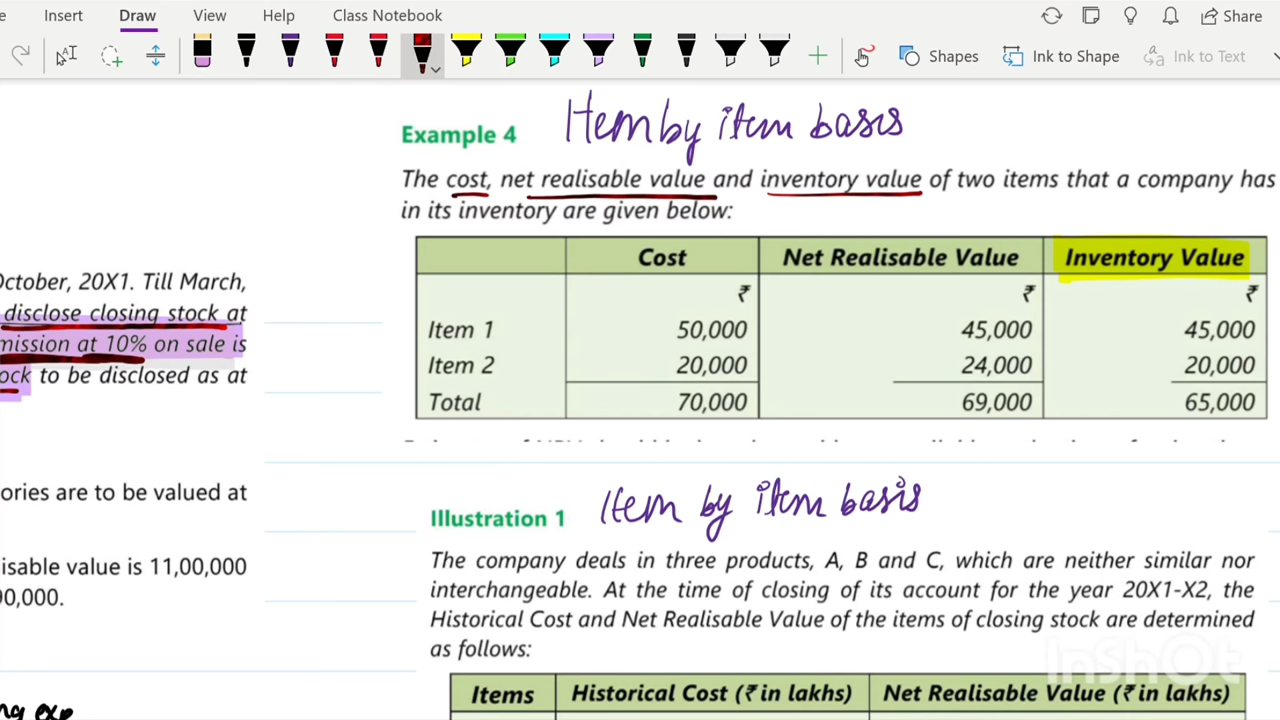 Insert Draw View Help Class Notebook Share
Shapes Ink to Shape Ink to Text
Example 4 Item by item basis
The cost, net realisable value and inventory value of two items that a company has
in its inventory are given below:
Cost Net Realisable Value Inventory Value
₹ ₹ ₹
Item 1 50,000 45,000 45,000
Item 2 20,000 24,000 20,000
Total 70,000 69,000 65,000
October, 20X1. Till March,
disclose closing stock at
mission at 10% on sale is
ock to be disclosed as at
ories are to be valued at
isable value is 11,00,000
00,000.
ng exp
Illustration 1 Item by item basis
The company deals in three products, A, B and C, which are neither similar nor
interchangeable. At the time of closing of its account for the year 20X1-X2, the
Historical Cost and Net Realisable Value of the items of closing stock are determined
as follows:
Items Historical Cost (₹ in lakhs) Net Realisable Value (₹ in lakhs)
InShOt